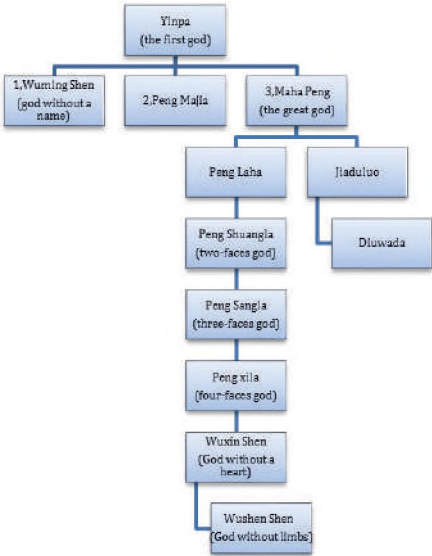 Yinpa
(the first god)
1,Wuming Shen
(god without a
name)
2,Peng Majia
3,Maha Peng
(the great god)
Peng Laha
Jiaduluo
Peng Shuangla
(two-faces god)
Diuwada
Peng Sangla
(three-faces god)
Peng xila
(four-faces god)
Wuxin Shen
(God without a
heart)
Wushen Shen
(God without limbs)